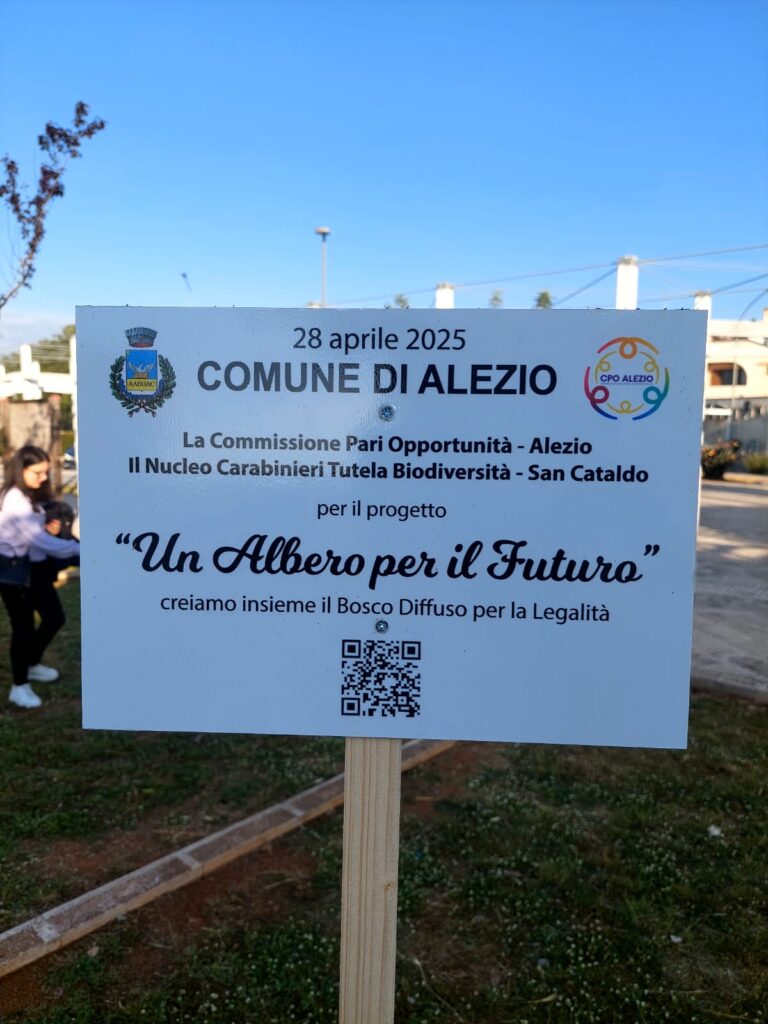 28 aprile 2025
COMUNE DI ALEZIO
ΑΛΙΧΙΑΣ
CPO ALEZIO
La Commissione Pari Opportunità - Alezio
Il Nucleo Carabinieri Tutela Biodiversità - San Cataldo
per il progetto
“Un Albero per il Futuro”
creiamo insieme il Bosco Diffuso per la Legalità